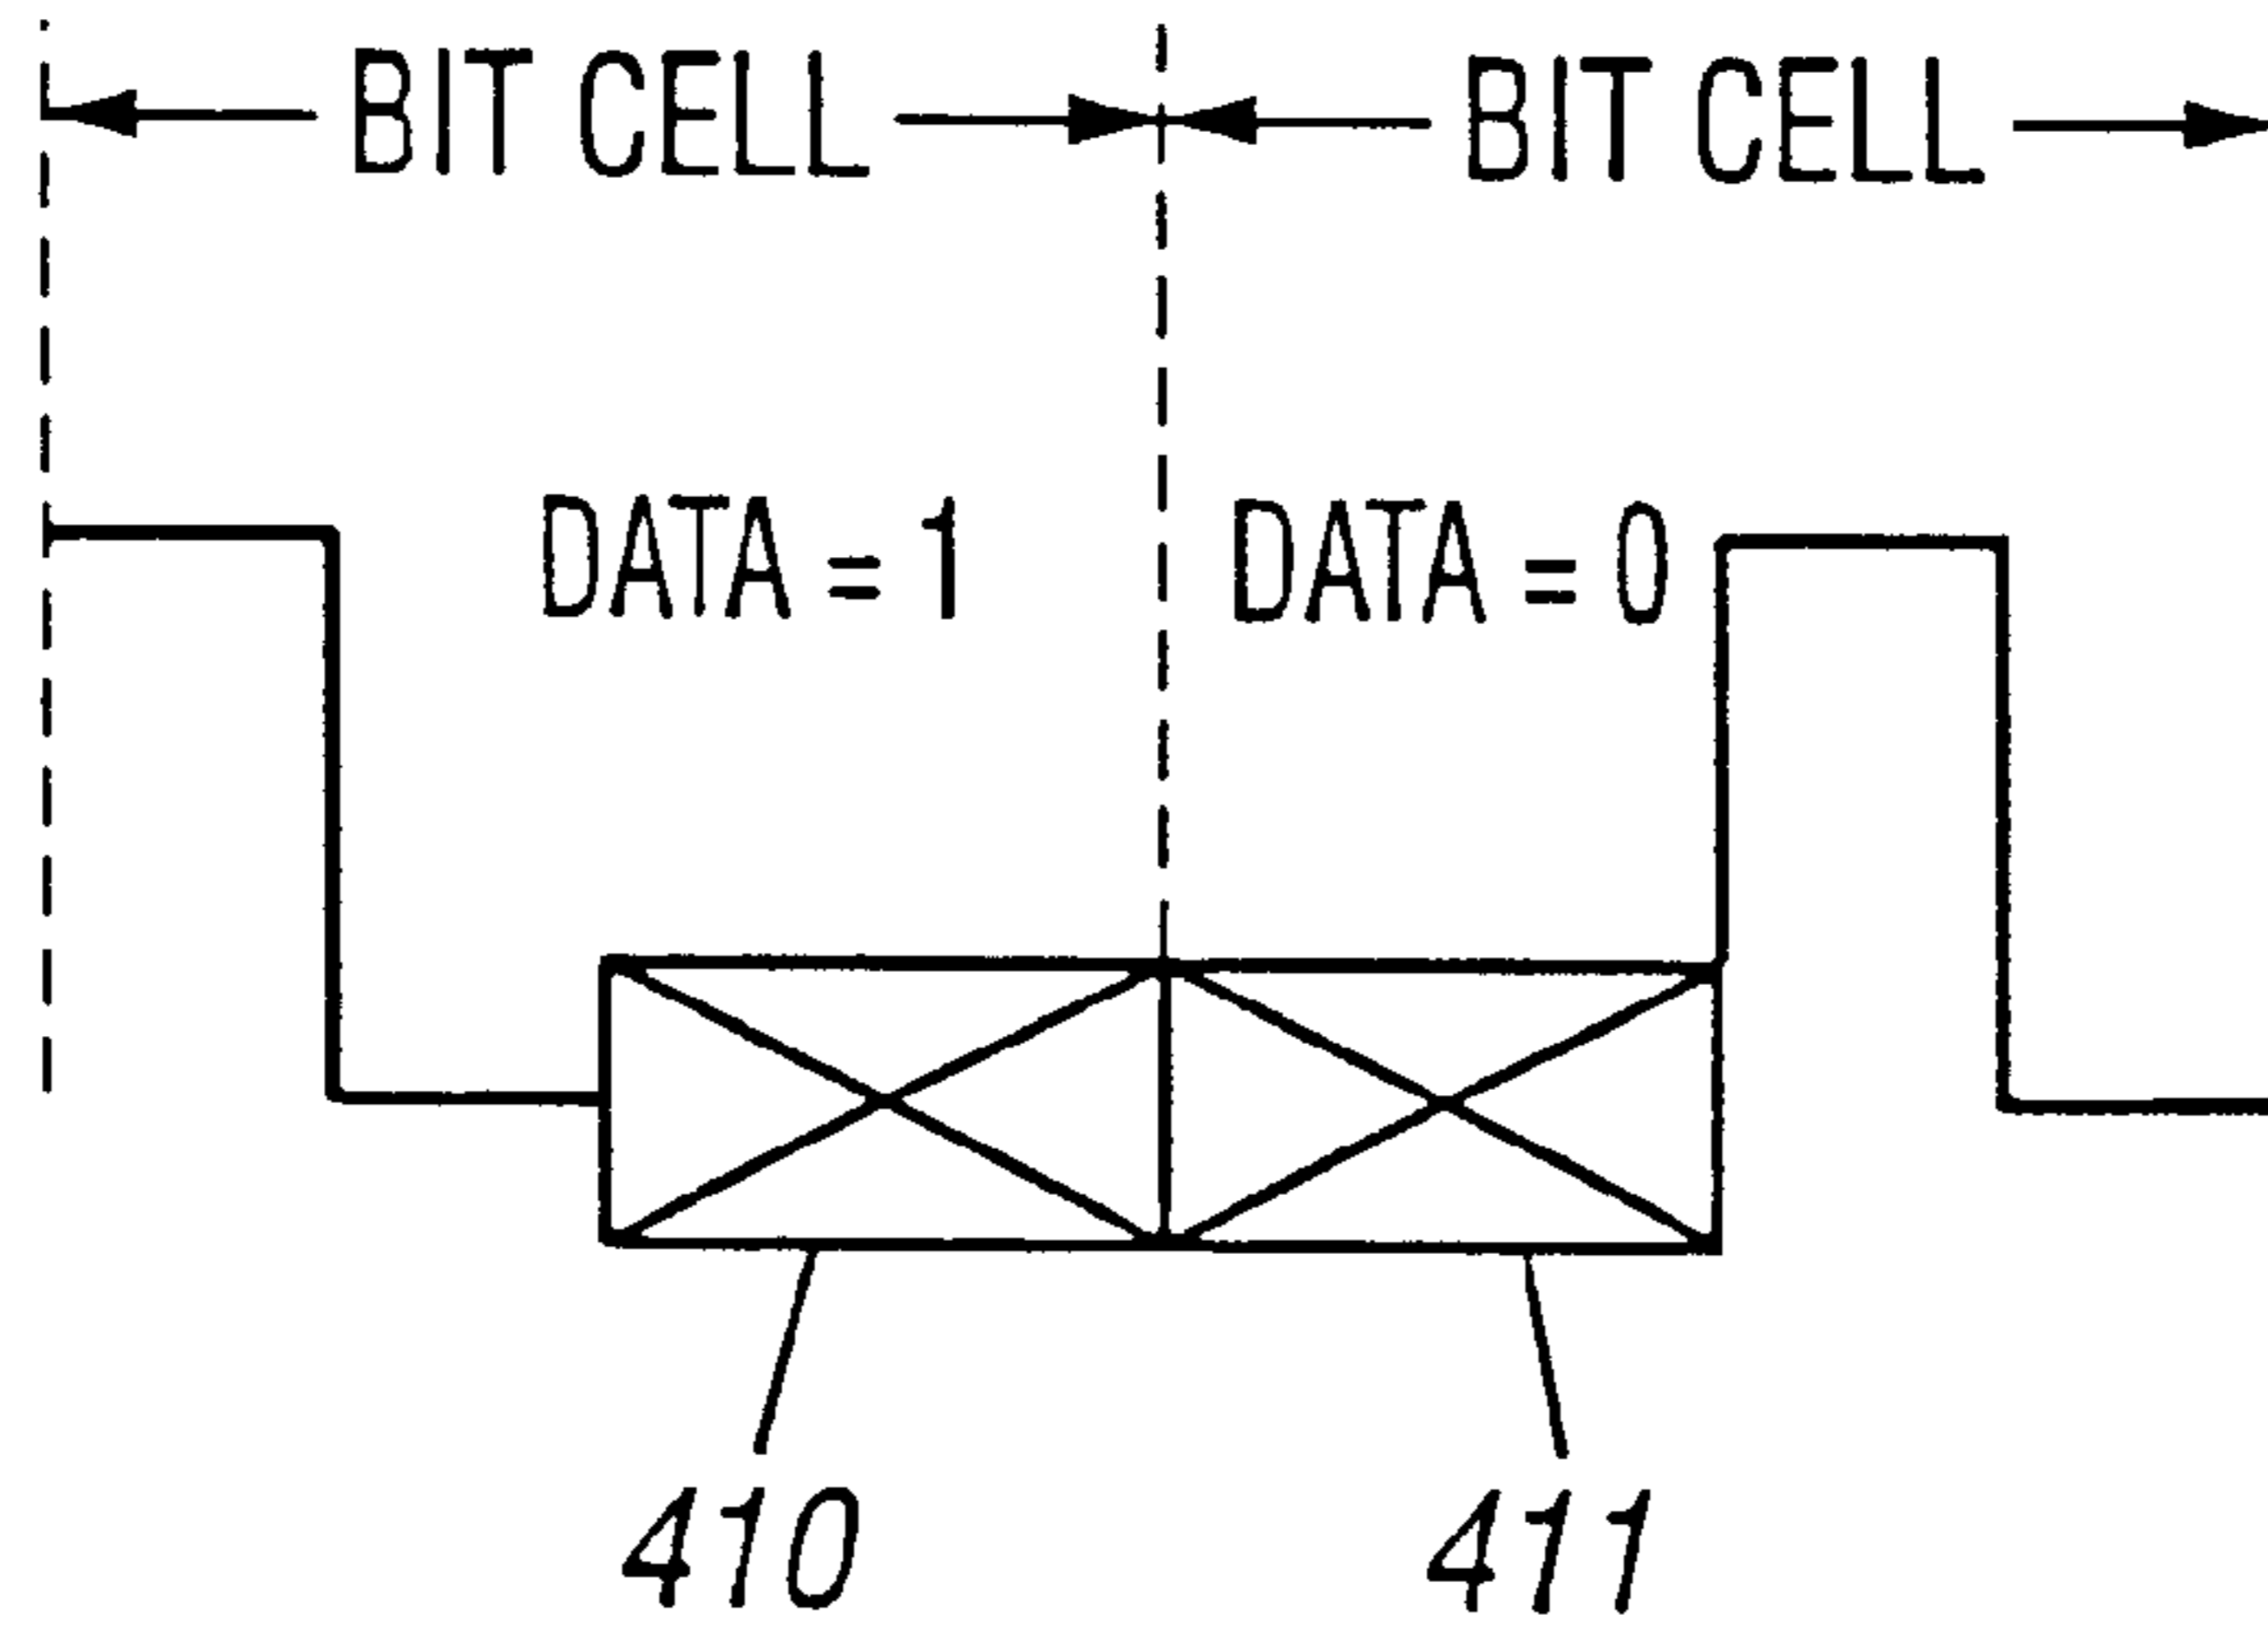 BIT CELL BIT CELL
DATA = 1 DATA = 0
410 411